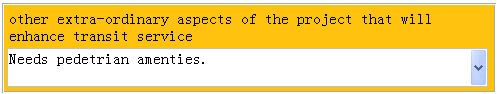 other extra-ordinary aspects of the project that will
enhance transit service
Needs pedetrian amenties.